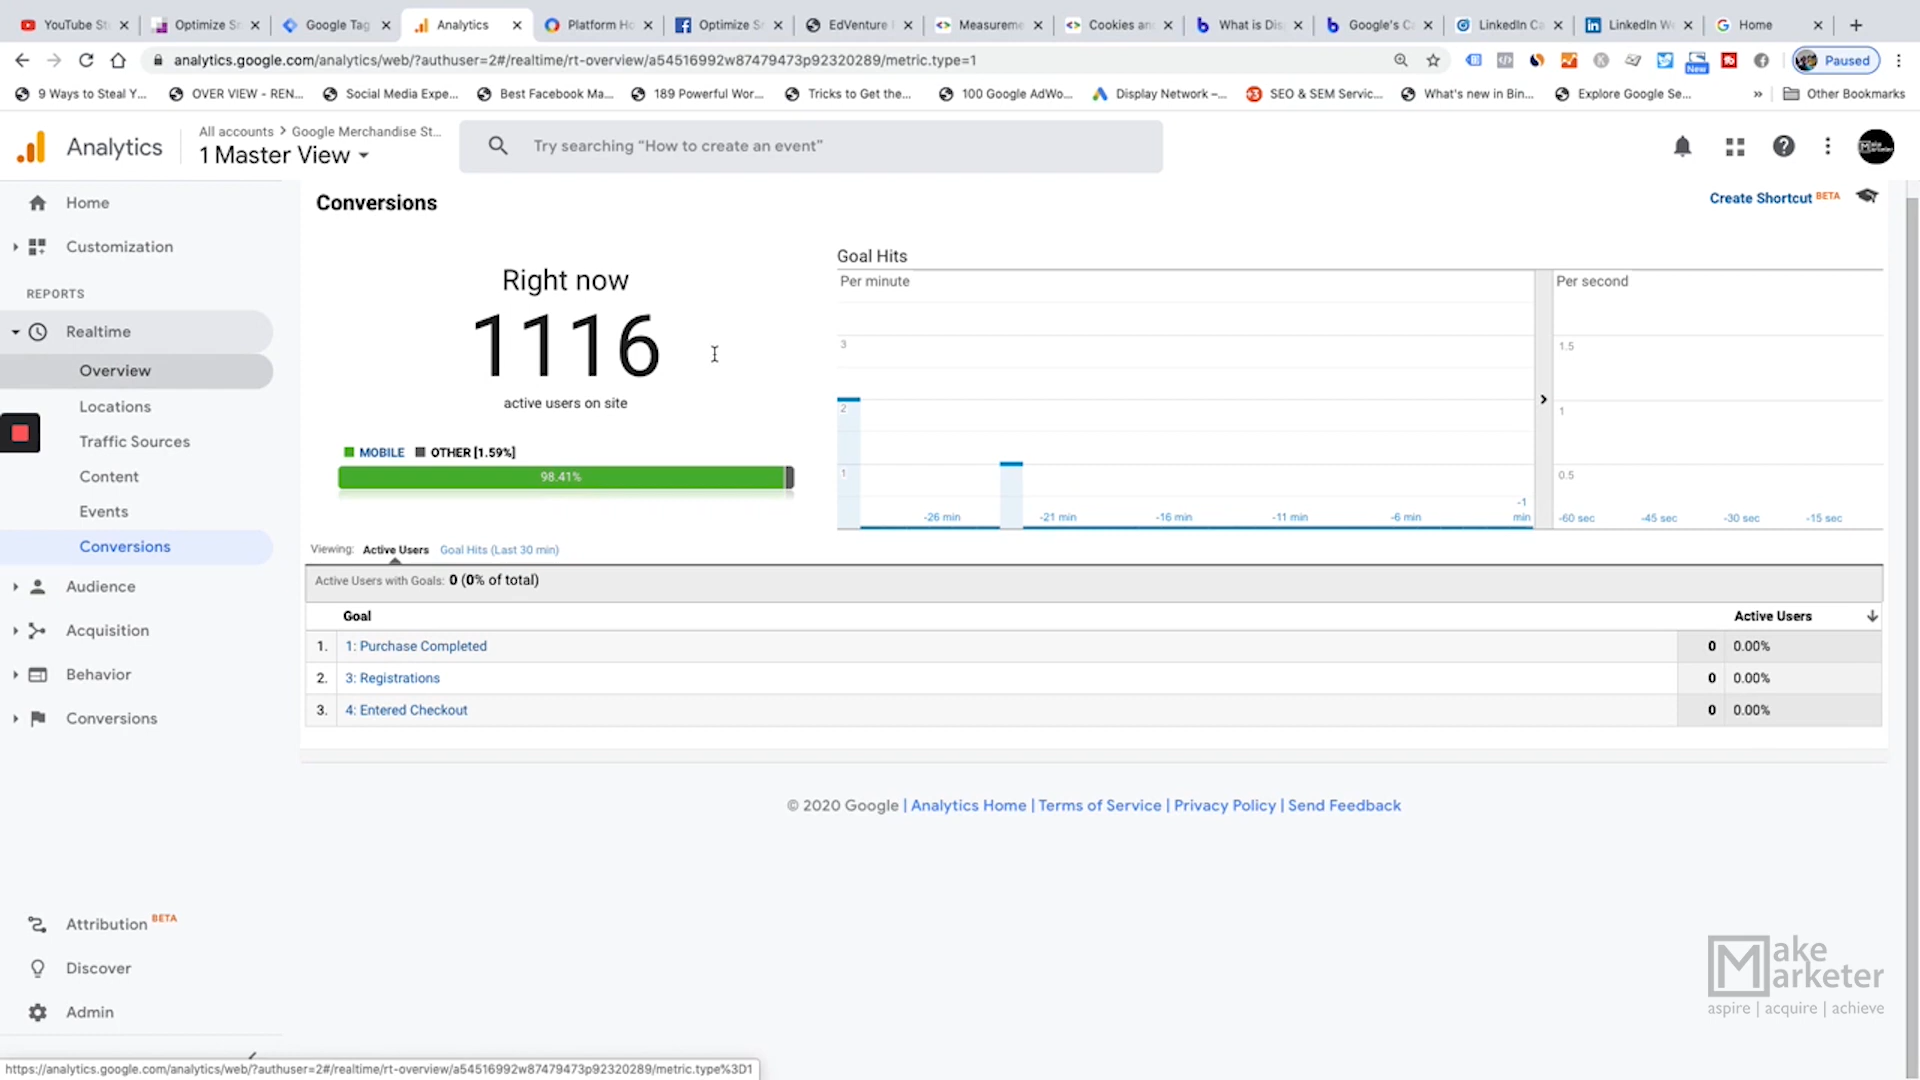 YouTube St
Optimize Sr
Google Tag
Analytics
Platform Ho
Optimize Se
EdVenture
Measureme
Cookies an
What is Dis
Google's C
LinkedIn Ca
LinkedIn We
Home
analytics.google.com/analytics/web/?authuser=2#/realtime/rt-overview/a54516992w87479473p92320289/metric.type=1
New
Paused
9 Ways to Steal Y...
OVER VIEW - REN...
Social Media Expe...
Best Facebook Ma...
189 Powerful Wor...
Tricks to Get the...
100 Google AdWo...
Display Network –...
SEO & SEM Servic...
What's new in Bin...
Explore Google Se...
»
Other Bookmarks
Analytics
All accounts > Google Merchandise St...
1 Master View
Try searching “How to create an event”
Home
Customization
REPORTS
Realtime
Overview
Locations
Traffic Sources
Content
Events
Conversions
Audience
Acquisition
Behavior
Conversions
Attribution BETA
Discover
Admin
Conversions
Create Shortcut BETA
Right now
1116
active users on site
MOBILE OTHER [1.59%]
98.41%
Goal Hits
Per minute
3
2
1
-26 min
-21 min
-16 min
-11 min
-6 min
-1
min
Per second
1.5
1
0.5
-60 sec
-45 sec
-30 sec
-15 sec
Viewing: Active Users Goal Hits (Last 30 min)
Active Users with Goals: 0 (0% of total)
Goal Active Users
1. 1: Purchase Completed 0 0.00%
2. 3: Registrations 0 0.00%
3. 4: Entered Checkout 0 0.00%
© 2020 Google | Analytics Home | Terms of Service | Privacy Policy | Send Feedback
Make
Marketer
aspire | acquire | achieve
https://analytics.google.com/analytics/web/?authuser=2#/realtime/rt-overview/a54516992w87479473p92320289/metric.type%3D1